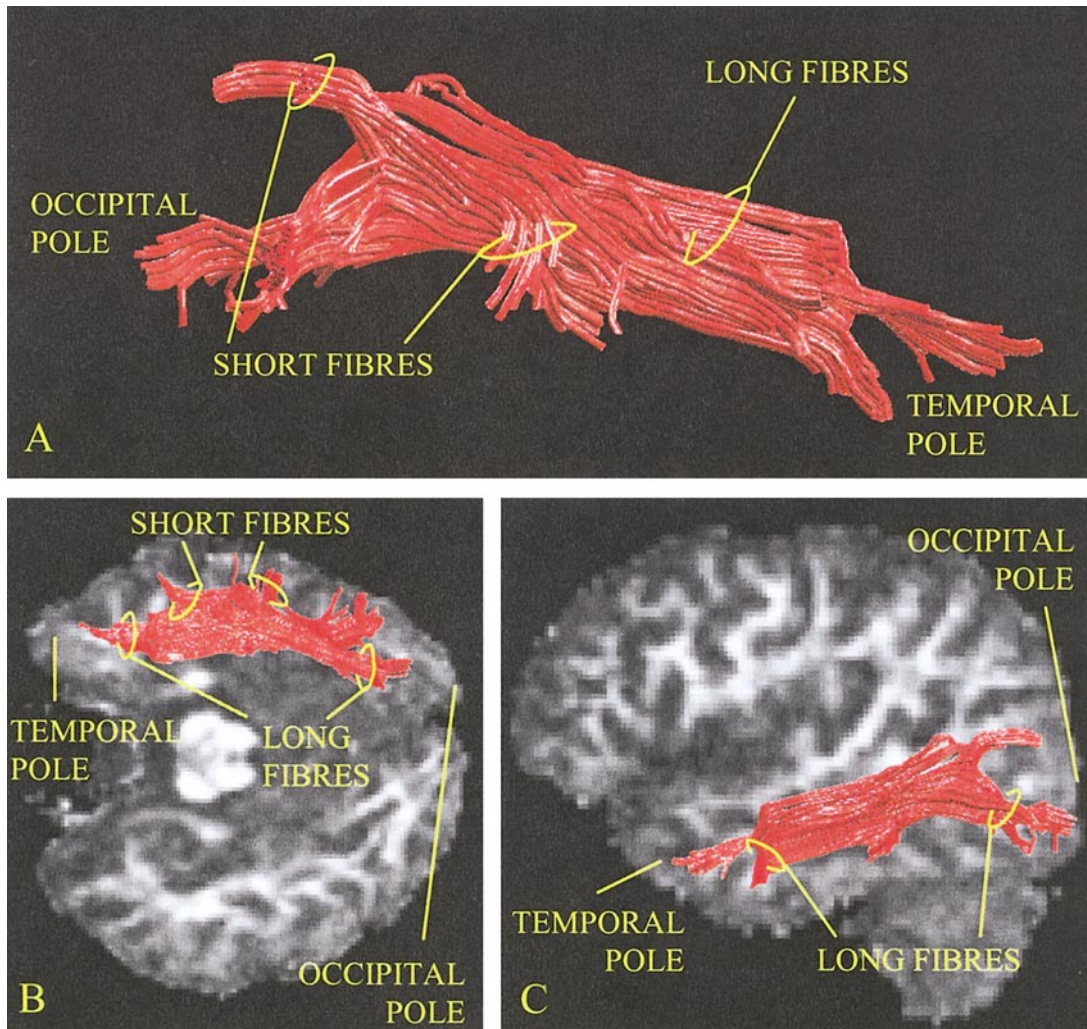 LONG FIBRES
OCCIPITAL
POLE
SHORT FIBRES
TEMPORAL
POLE
A
SHORT FIBRES
TEMPORAL
POLE
LONG
FIBRES
OCCIPITAL
POLE
B
OCCIPITAL
POLE
TEMPORAL
POLE
LONG FIBRES
C